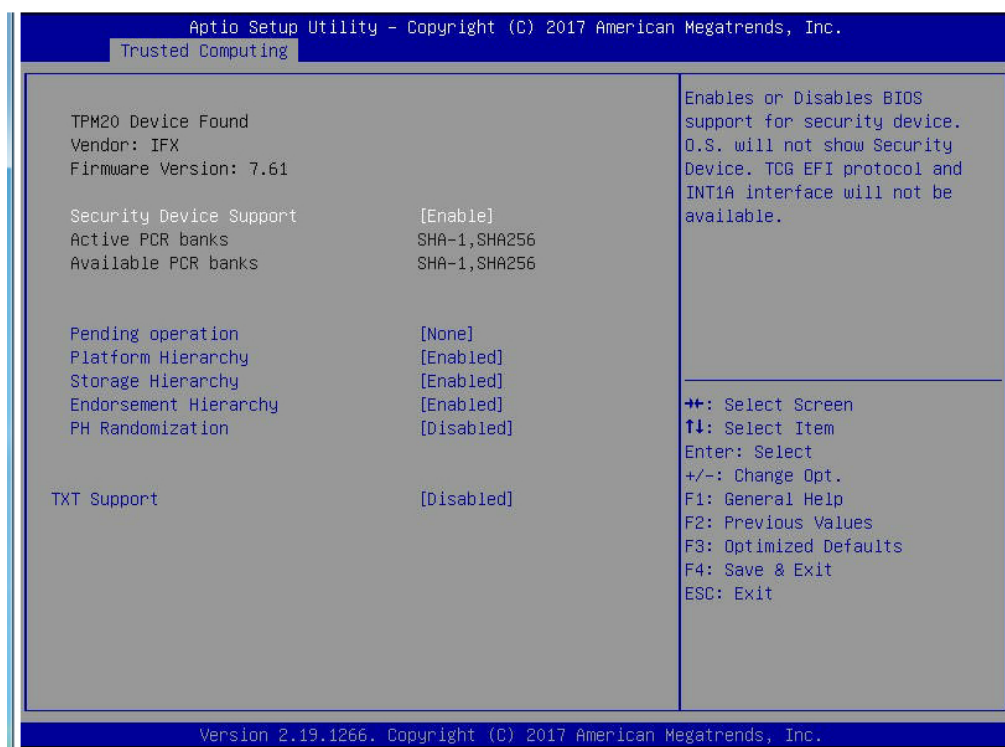 Aptio Setup Utility – Copyright (C) 2017 American Megatrends, Inc.
Trusted Computing
TPM20 Device Found
Vendor: IFX
Firmware Version: 7.61
Security Device Support [Enable]
Active PCR banks SHA-1,SHA256
Available PCR banks SHA-1,SHA256
Pending operation [None]
Platform Hierarchy [Enabled]
Storage Hierarchy [Enabled]
Endorsement Hierarchy [Enabled]
PH Randomization [Disabled]
TXT Support [Disabled]
Enables or Disables BIOS
support for security device.
O.S. will not show Security
Device. TCG EFI protocol and
INT1A interface will not be
available.
→←: Select Screen
↑↓: Select Item
Enter: Select
+/-: Change Opt.
F1: General Help
F2: Previous Values
F3: Optimized Defaults
F4: Save & Exit
ESC: Exit
Version 2.19.1266. Copyright (C) 2017 American Megatrends, Inc.